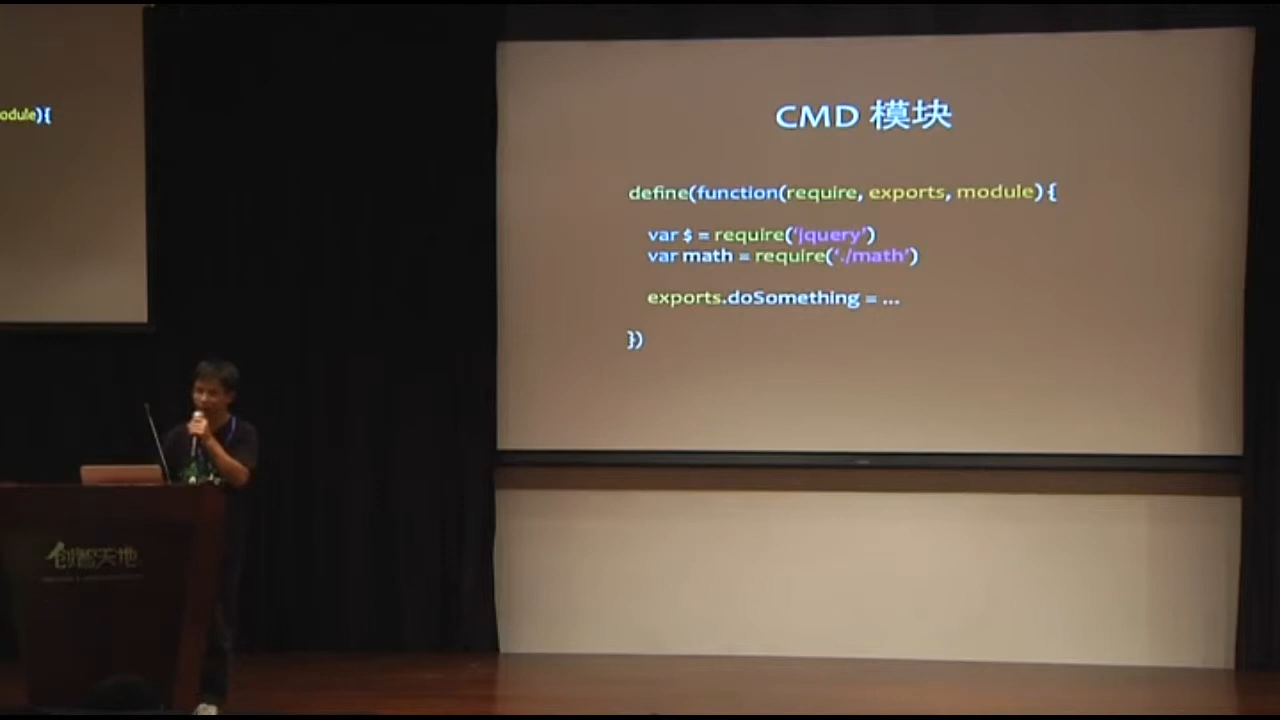 odule){
CMD 模块
define(function(require, exports, module) {
var $ = require('jquery')
var math = require('./math')
exports.doSomething = ...
})
创智天地